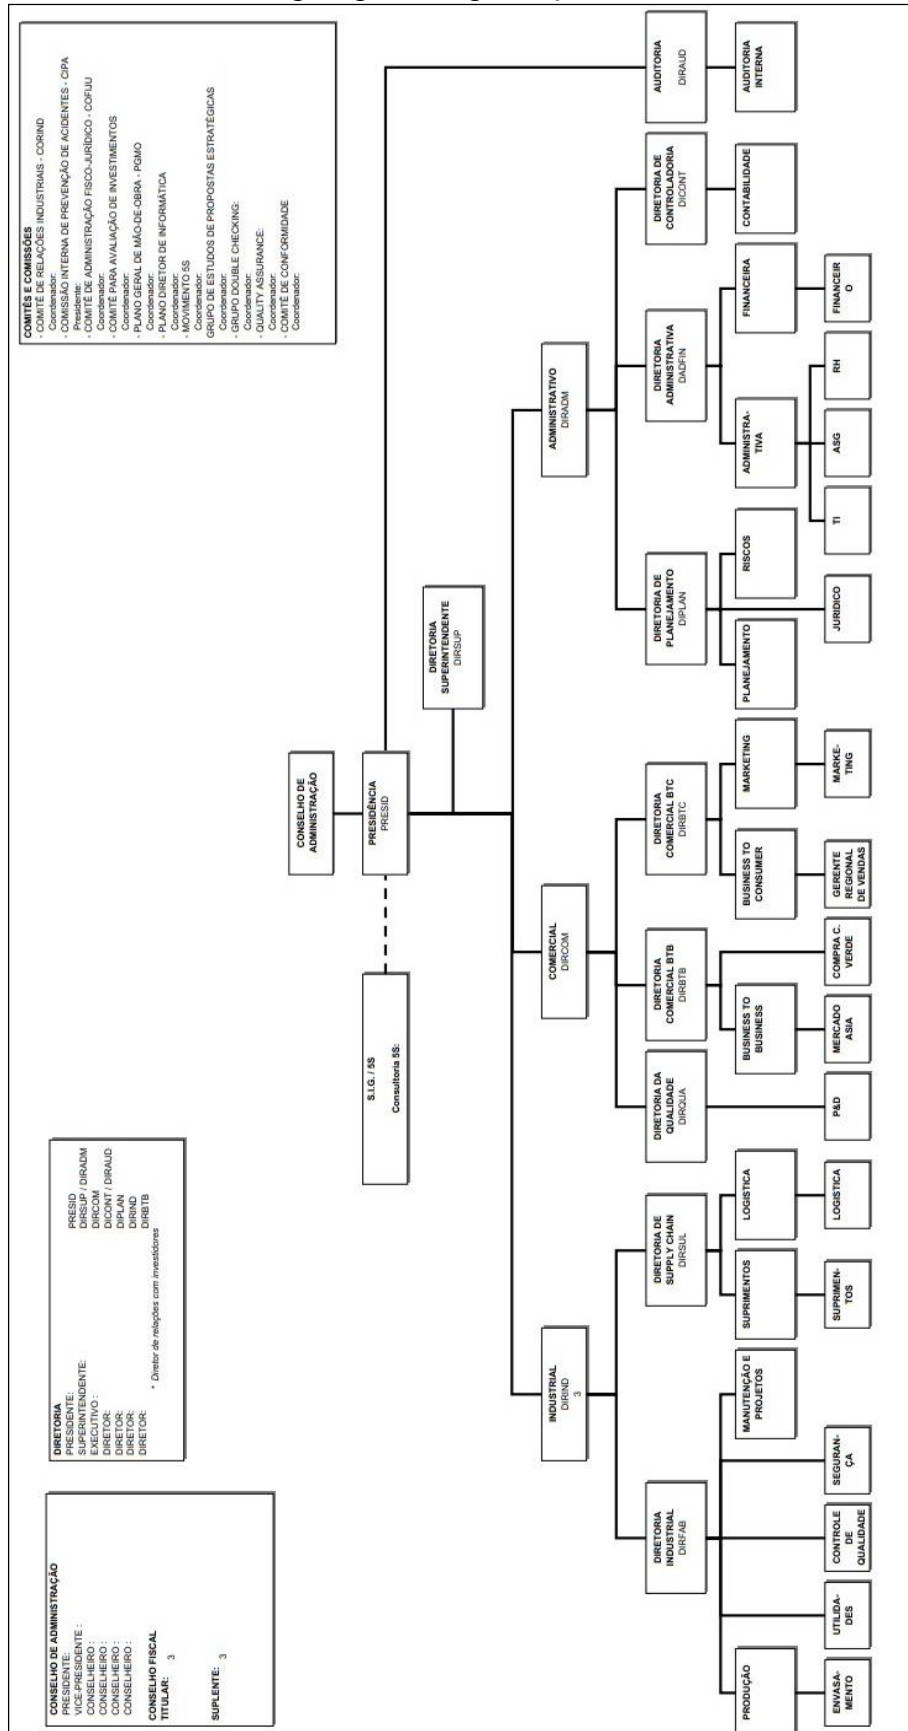 CONSELHO DE ADMINISTRAÇÃO
PRESIDENTE:
VICE-PRESIDENTE :
CONSELHEIRO :
CONSELHEIRO :
CONSELHEIRO :
CONSELHEIRO :
CONSELHO FISCAL
TITULAR: 3
SUPLENTE: 3
DIRETORIA
PRESIDENTE: PRESID
SUPERINTENDENTE: DIRSUP / DIRADM
EXECUTIVO : DIRCOM
DIRETOR: DICONT / DIRAUD
DIRETOR: DIPLAN
DIRETOR: DIRIND
DIRETOR: DIRBTB
* Diretor de relações com investidores
COMITÊS E COMISSÕES
- COMITÊ DE RELAÇÕES INDUSTRIAIS - CORIND
Coordenador:
- COMISSÃO INTERNA DE PREVENÇÃO DE ACIDENTES - CIPA
Presidente:
- COMITÊ DE ADMINISTRAÇÃO FISCO-JURÍDICO - COFIJU
Coordenador:
- COMITÊ PARA AVALIAÇÃO DE INVESTIMENTOS
Coordenador:
- PLANO GERAL DE MÃO-DE-OBRA - PGMO
Coordenador:
- PLANO DIRETOR DE INFORMÁTICA
Coordenador:
- MOVIMENTO 5S
Coordenador:
GRUPO DE ESTUDOS DE PROPOSTAS ESTRATÉGICAS
Coordenador:
- GRUPO DOUBLE CHECKING:
Coordenador:
- QUALITY ASSURANCE:
Coordenador:
- COMITÊ DE CONFORMIDADE
Coordenador:
CONSELHO DE
ADMINISTRAÇÃO
S.I.G. / 5S
Consultoria 5S:
PRESIDÊNCIA
PRESID
DIRETORIA
SUPERINTENDENTE
DIRSUP
INDUSTRIAL
DIRIND
3
COMERCIAL
DIRCOM
ADMINISTRATIVO
DIRADM
DIRETORIA
INDUSTRIAL
DIRFAB
DIRETORIA DE
SUPPLY CHAIN
DIRSUL
DIRETORIA DA
QUALIDADE
DIRQUA
DIRETORIA
COMERCIAL BTB
DIRBTB
DIRETORIA
COMERCIAL BTC
DIRBTC
DIRETORIA DE
PLANEJAMENTO
DIPLAN
DIRETORIA
ADMINISTRATIVA
DADFIN
DIRETORIA DE
CONTROLADORIA
DICONT
AUDITORIA
DIRAUD
PRODUÇÃO
MANUTENÇÃO E
PROJETOS
SUPRIMENTOS
LOGISTICA
BUSINESS TO
BUSINESS
BUSINESS TO
CONSUMER
MARKETING
PLANEJAMENTO
RISCOS
ADMINISTRA-
TIVA
FINANCEIRA
CONTABILIDADE
AUDITORIA
INTERNA
ENVASA-
MENTO
UTILIDA-
DES
CONTROLE
DE
QUALIDADE
SEGURAN-
ÇA
SUPRIMEN-
TOS
LOGISTICA
P&D
MERCADO
ASIA
COMPRA C.
VERDE
GERENTE
REGIONAL
DE VENDAS
MARKE-
TING
JURIDICO
TI
ASG
RH
FINANCEIR
O